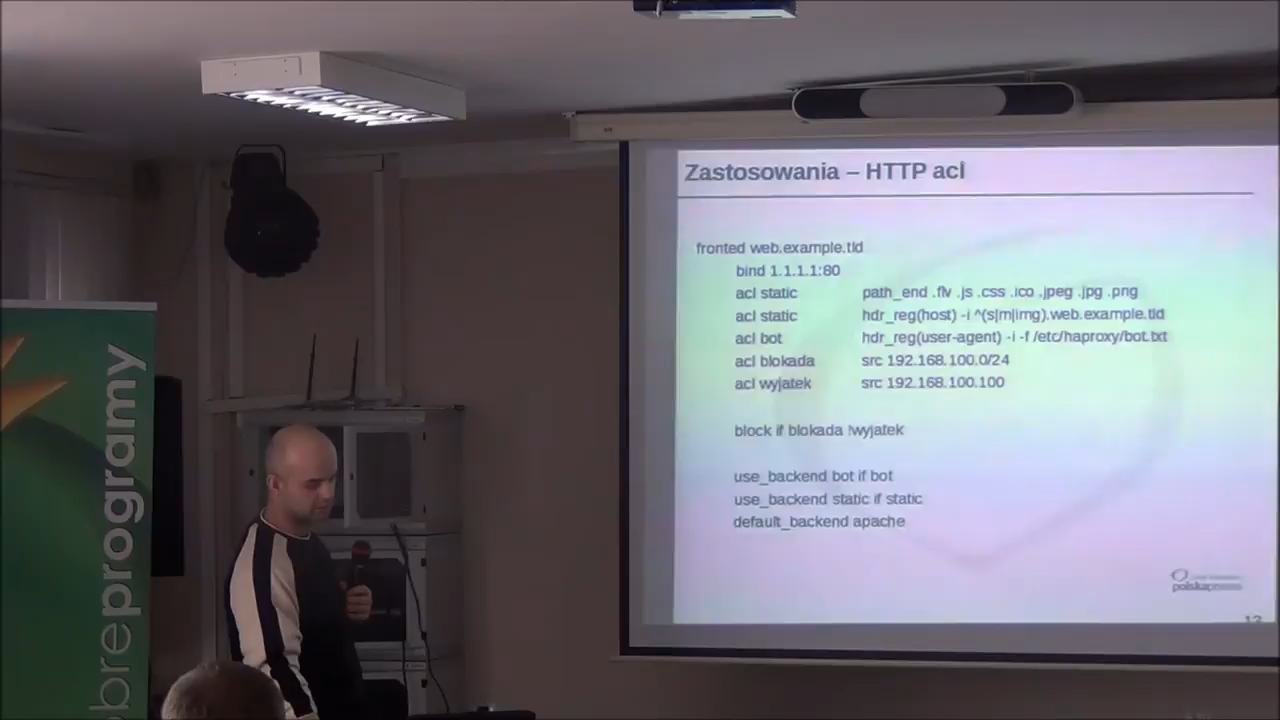 Zastosowania – HTTP acl
fronted web.example.tld
bind 1.1.1.1:80
acl static path_end .flv .js .css .ico .jpeg .jpg .png
acl static hdr_reg(host) -i ^(s|m|img).web.example.tld
acl bot hdr_reg(user-agent) -i -f /etc/haproxy/bot.txt
acl blokada src 192.168.100.0/24
acl wyjatek src 192.168.100.100
block if blokada !wyjatek
use_backend bot if bot
use_backend static if static
default_backend apache
polskapresse
obreprogramy